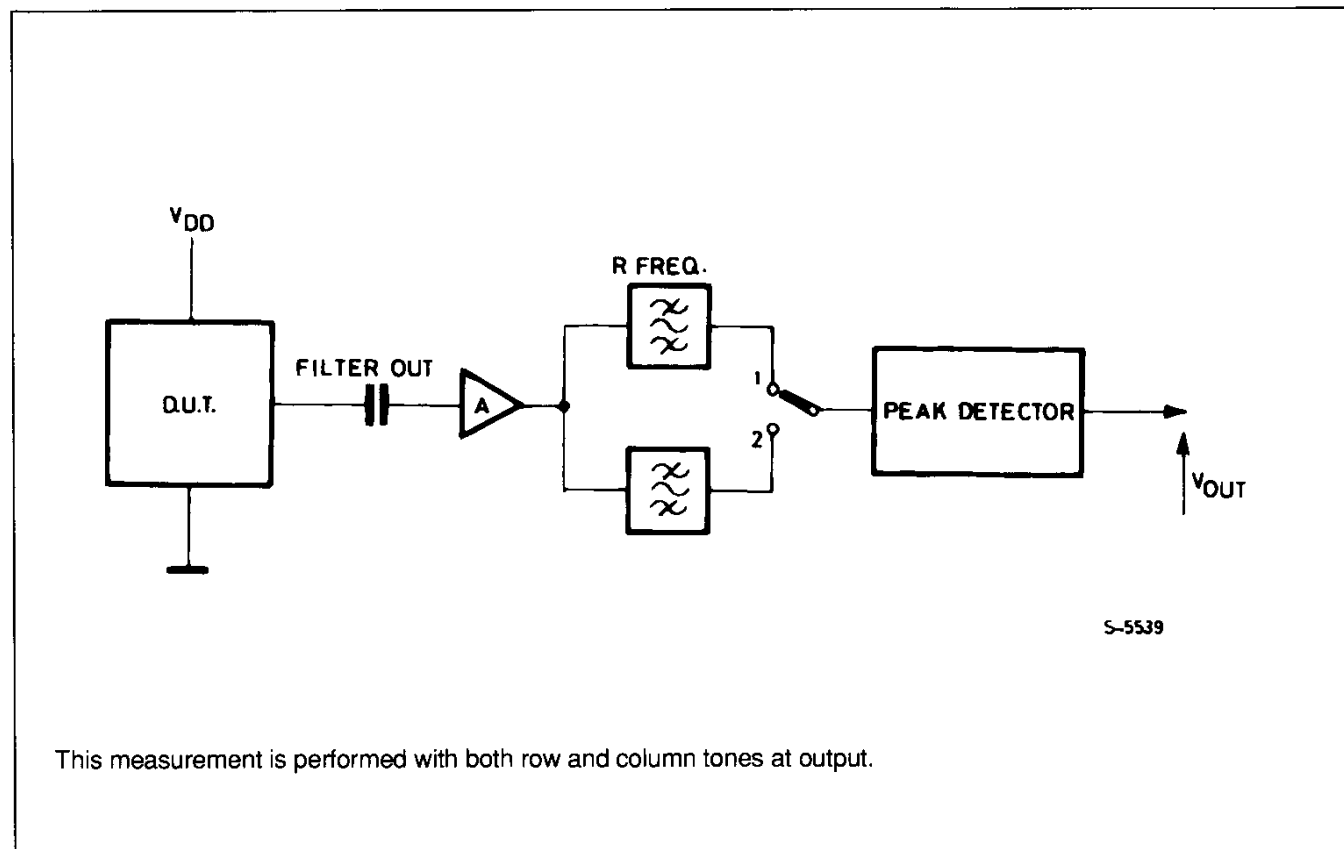 VDD
R FREQ.
FILTER OUT
D.U.T.
A
1
2
PEAK DETECTOR
VOUT
S-5539
This measurement is performed with both row and column tones at output.